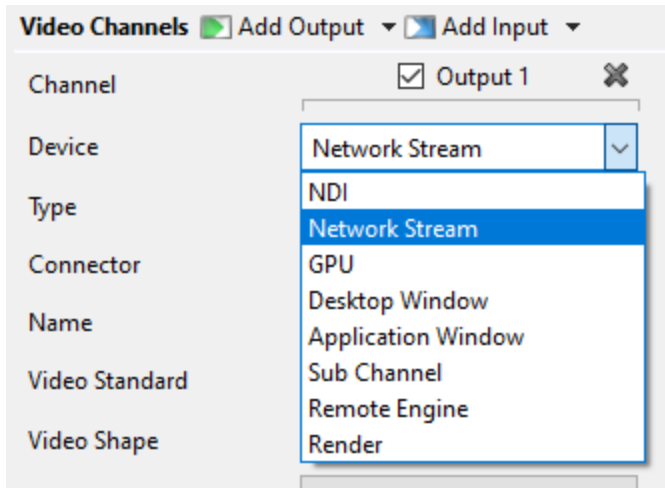 Video Channels Add Output Add Input
Channel Output 1
Device Network Stream
NDI
Type
Network Stream
Connector GPU
Desktop Window
Name Application Window
Video Standard Sub Channel
Remote Engine
Video Shape Render